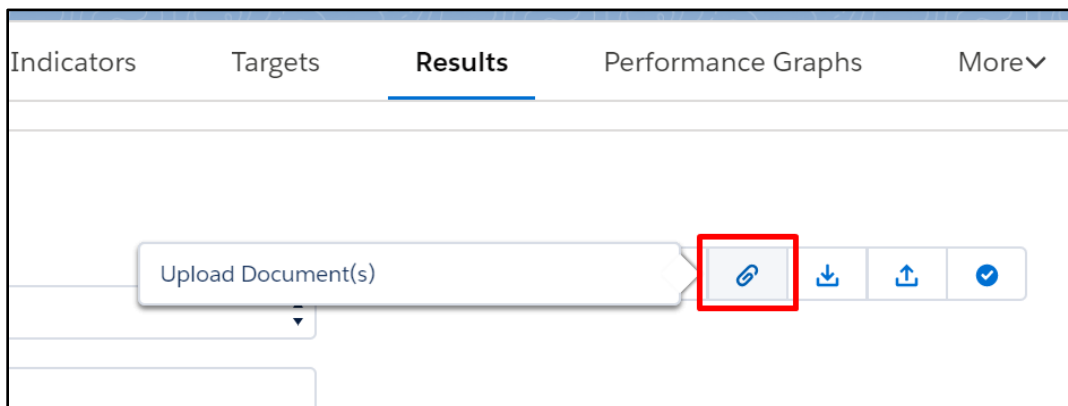 Indicators Targets Results Performance Graphs More
Upload Document(s)